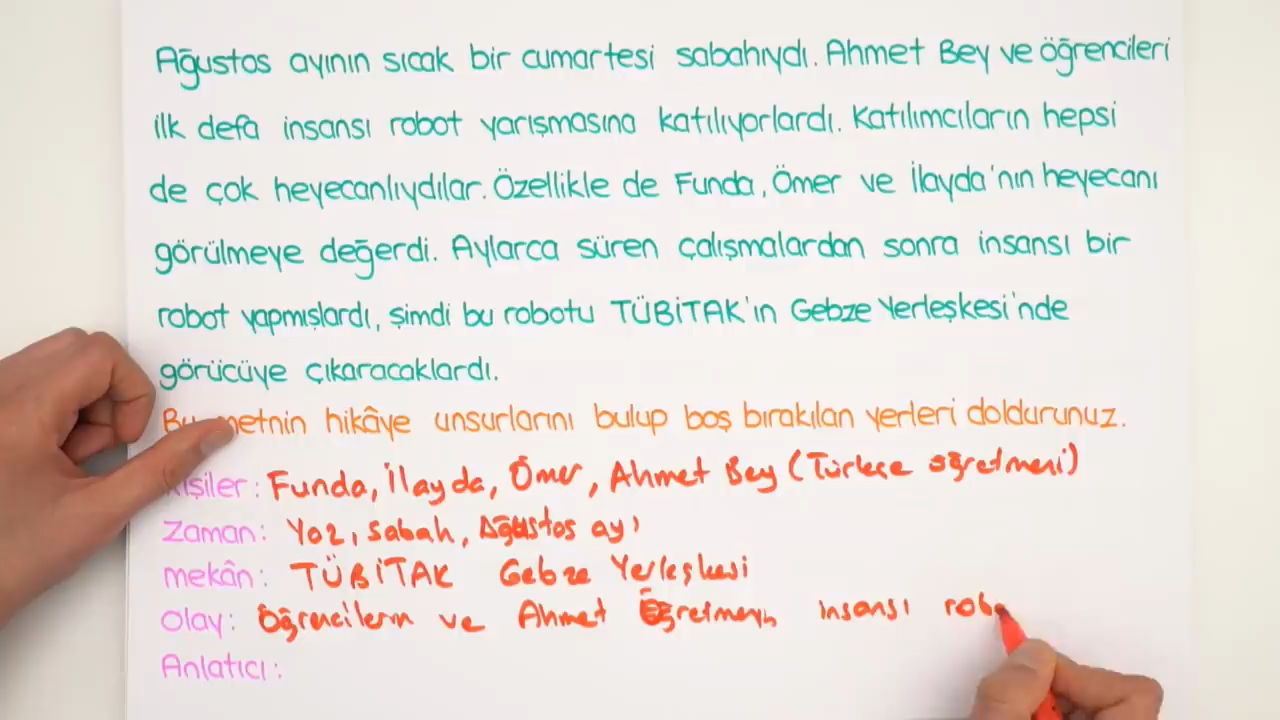 Ağustos ayının sıcak bir cumartesi sabahıydı. Ahmet Bey ve öğrencileri
ilk defa insansı robot yarışmasına katılıyorlardı. Katılımcıların hepsi
de çok heyecanlıydılar. Özellikle de Funda, Ömer ve İlayda'nın heyecanı
görülmeye değerdi. Aylarca süren çalışmalardan sonra insansı bir
robot yapmışlardı, şimdi bu robotu TÜBİTAK'ın Gebze Yerleşkesi'nde
görücüye çıkaracaklardı.
metnin hikâye unsurlarını bulup boş bırakılan yerleri doldurunuz.
Kişiler: Funda, İlayda, Ömer, Ahmet Bey (Türkçe öğretmeni)
Zaman: Yaz, sabah, Ağustos ayı
mekân: TÜBİTAK Gebze Yerleşkesi
Olay: Öğrencilerin ve Ahmet Öğretmenin insansı robo
Anlatıcı: